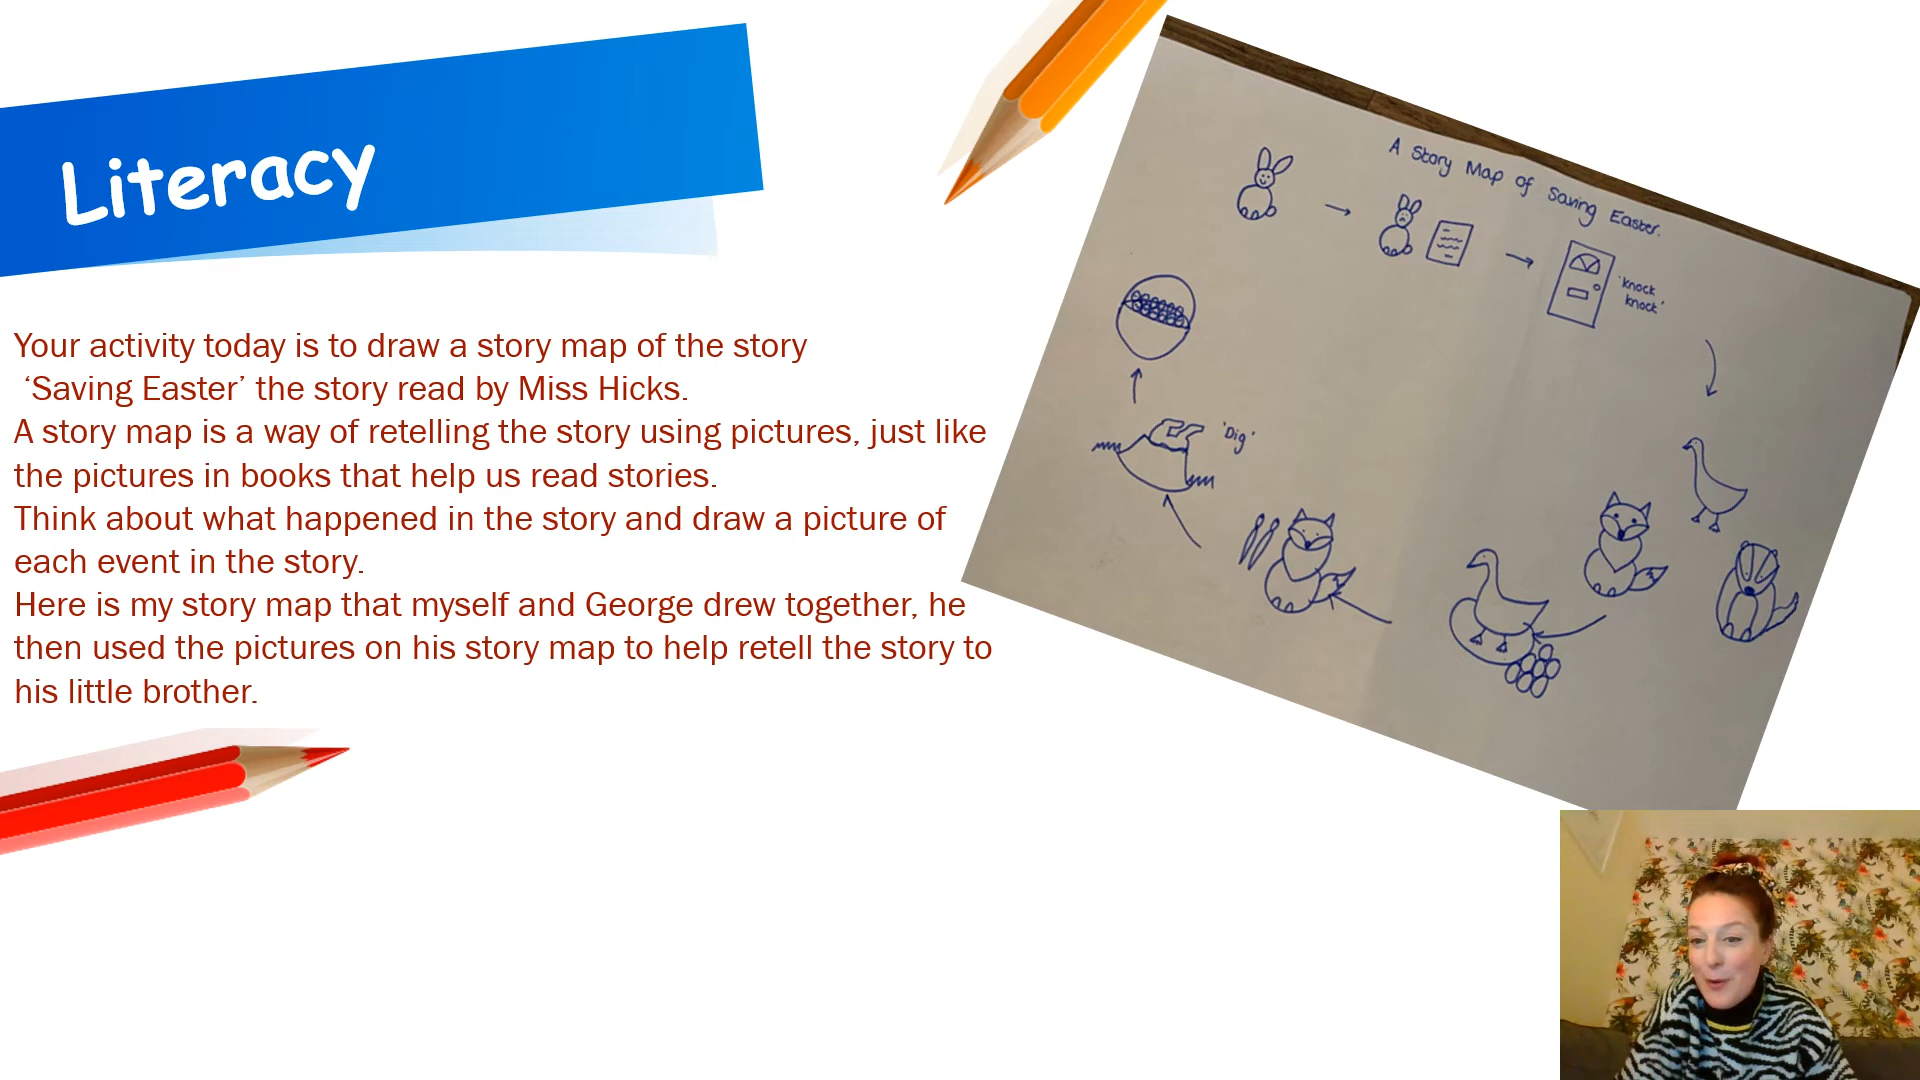 Literacy
Your activity today is to draw a story map of the story
‘Saving Easter’ the story read by Miss Hicks.
A story map is a way of retelling the story using pictures, just like
the pictures in books that help us read stories.
Think about what happened in the story and draw a picture of
each event in the story.
Here is my story map that myself and George drew together, he
then used the pictures on his story map to help retell the story to
his little brother.
A Story Map of Saving Easter.
'knock
knock'
'Dig'